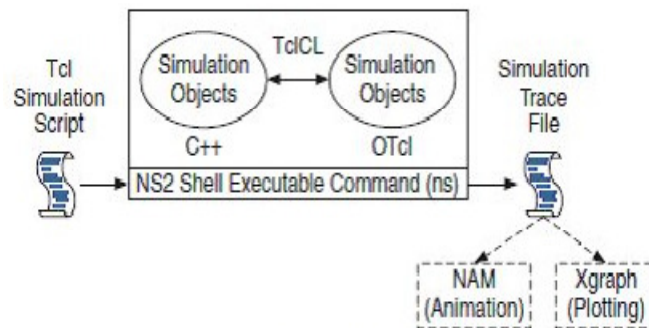 Tcl
Simulation
Script
TclCL
Simulation
Objects
Simulation
Objects
C++
OTcl
NS2 Shell Executable Command (ns)
Simulation
Trace
File
NAM
(Animation)
Xgraph
(Plotting)